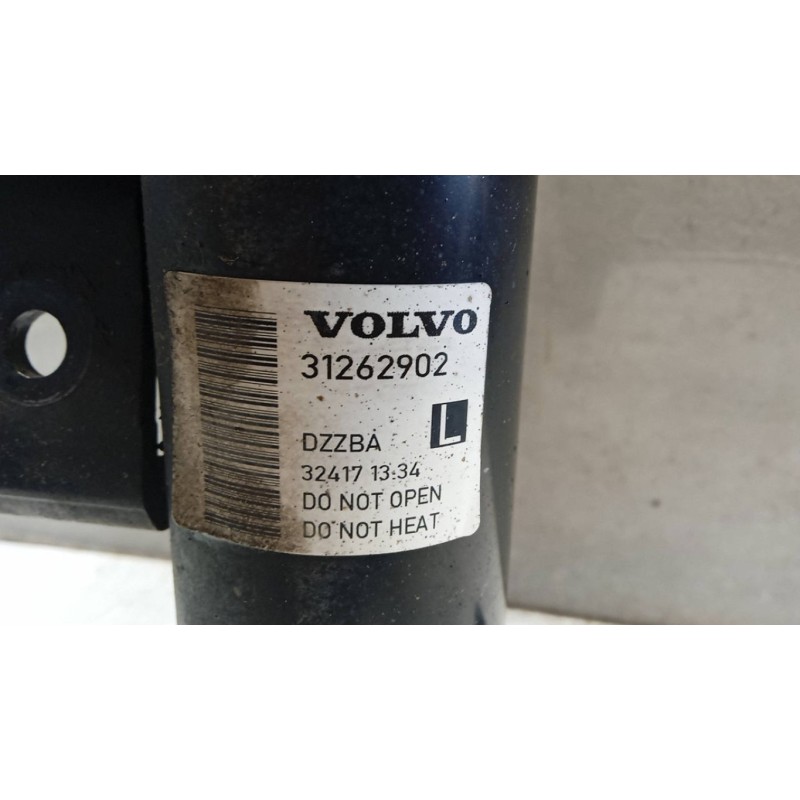 VOLVO
31262902
DZZBA L
32417 13:34
DO NOT OPEN
DO NOT HEAT